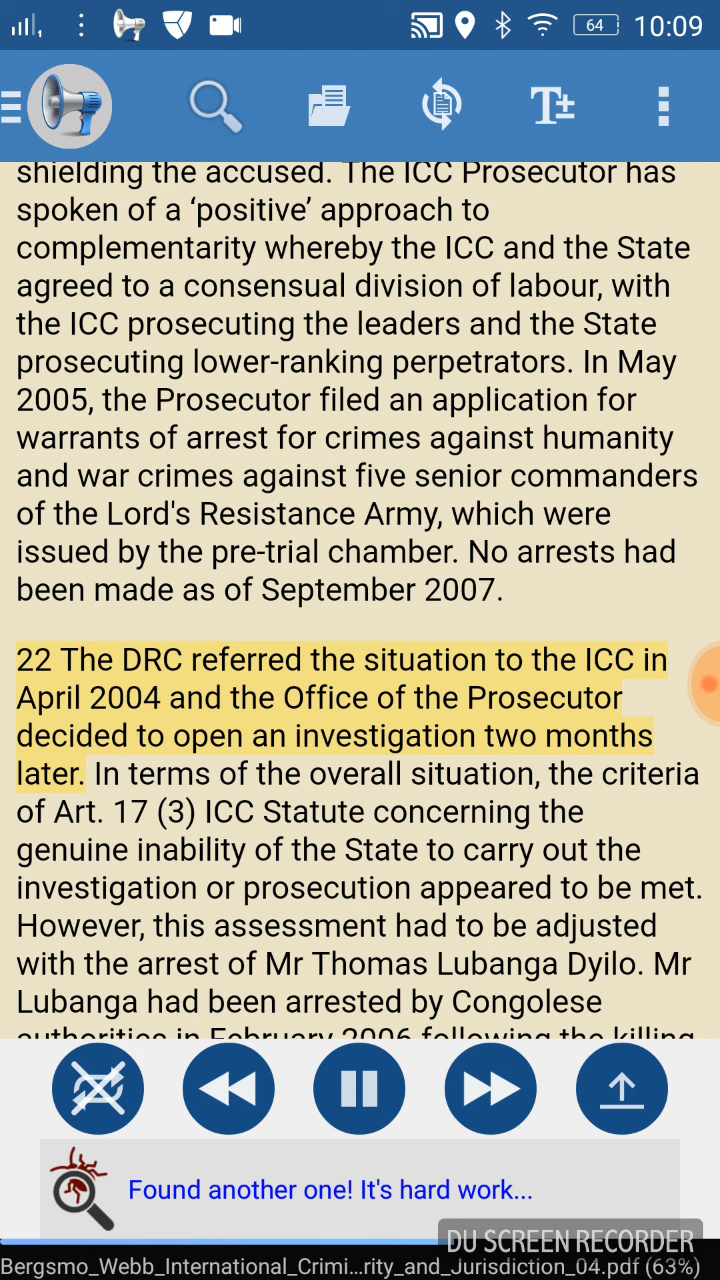 1
64
10:09
T±
shielding the accused. The ICC Prosecutor has
spoken of a ‘positive’ approach to
complementarity whereby the ICC and the State
agreed to a consensual division of labour, with
the ICC prosecuting the leaders and the State
prosecuting lower-ranking perpetrators. In May
2005, the Prosecutor filed an application for
warrants of arrest for crimes against humanity
and war crimes against five senior commanders
of the Lord's Resistance Army, which were
issued by the pre-trial chamber. No arrests had
been made as of September 2007.
22 The DRC referred the situation to the ICC in
April 2004 and the Office of the Prosecutor
decided to open an investigation two months
later. In terms of the overall situation, the criteria
of Art. 17 (3) ICC Statute concerning the
genuine inability of the State to carry out the
investigation or prosecution appeared to be met.
However, this assessment had to be adjusted
with the arrest of Mr Thomas Lubanga Dyilo. Mr
Lubanga had been arrested by Congolese
authorities in February 2006 following the killing
Found another one! It's hard work...
DU SCREEN RECORDER
Bergsmo_Webb_International_Crimi...rity_and_Jurisdiction_04.pdf (63%)